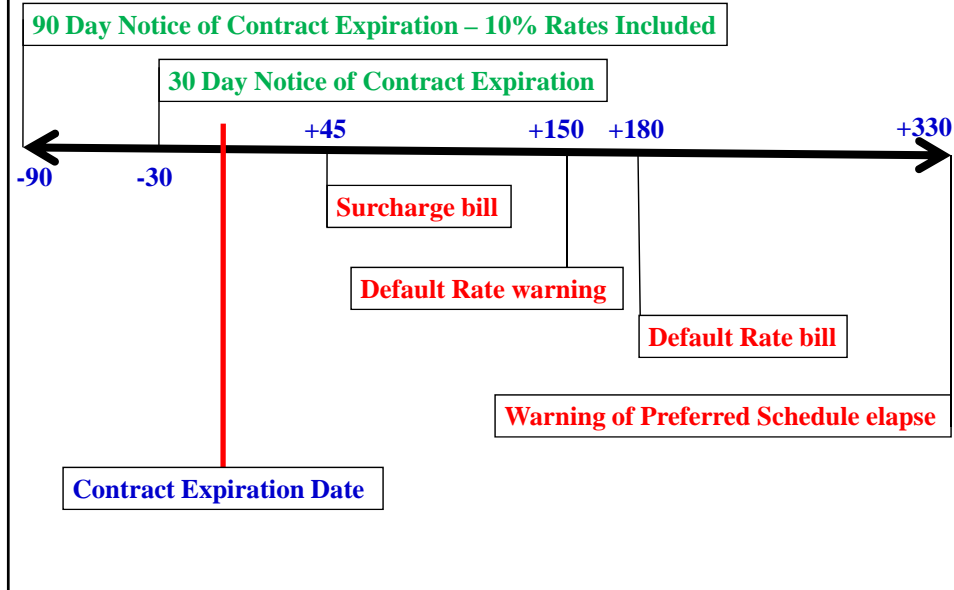 90 Day Notice of Contract Expiration – 10% Rates Included
30 Day Notice of Contract Expiration
+45
+150
+180
+330
-90
-30
Surcharge bill
Default Rate warning
Default Rate bill
Warning of Preferred Schedule elapse
Contract Expiration Date